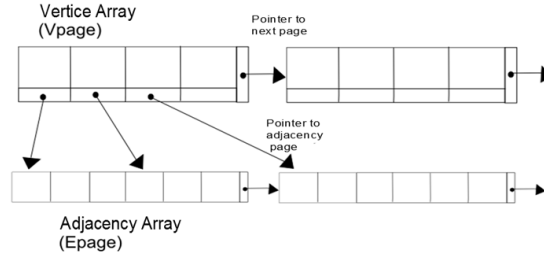 Vertice Array
(Vpage)
Pointer to
next page
Pointer to
adjacency
page
Adjacency Array
(Epage)